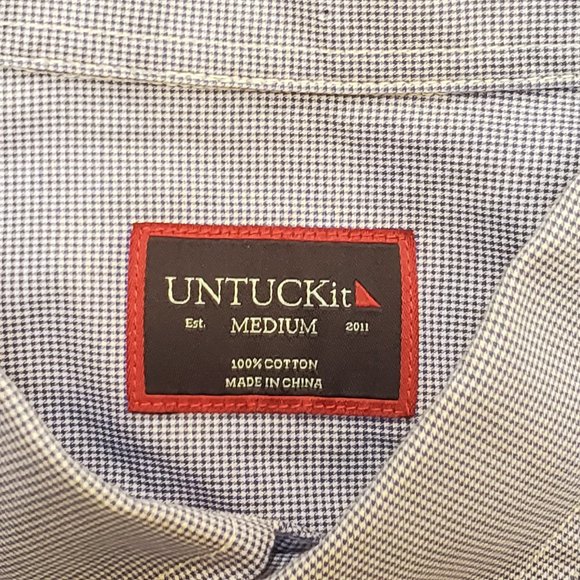 UNTUCKit
Est. MEDIUM 2011
100% COTTON
MADE IN CHINA